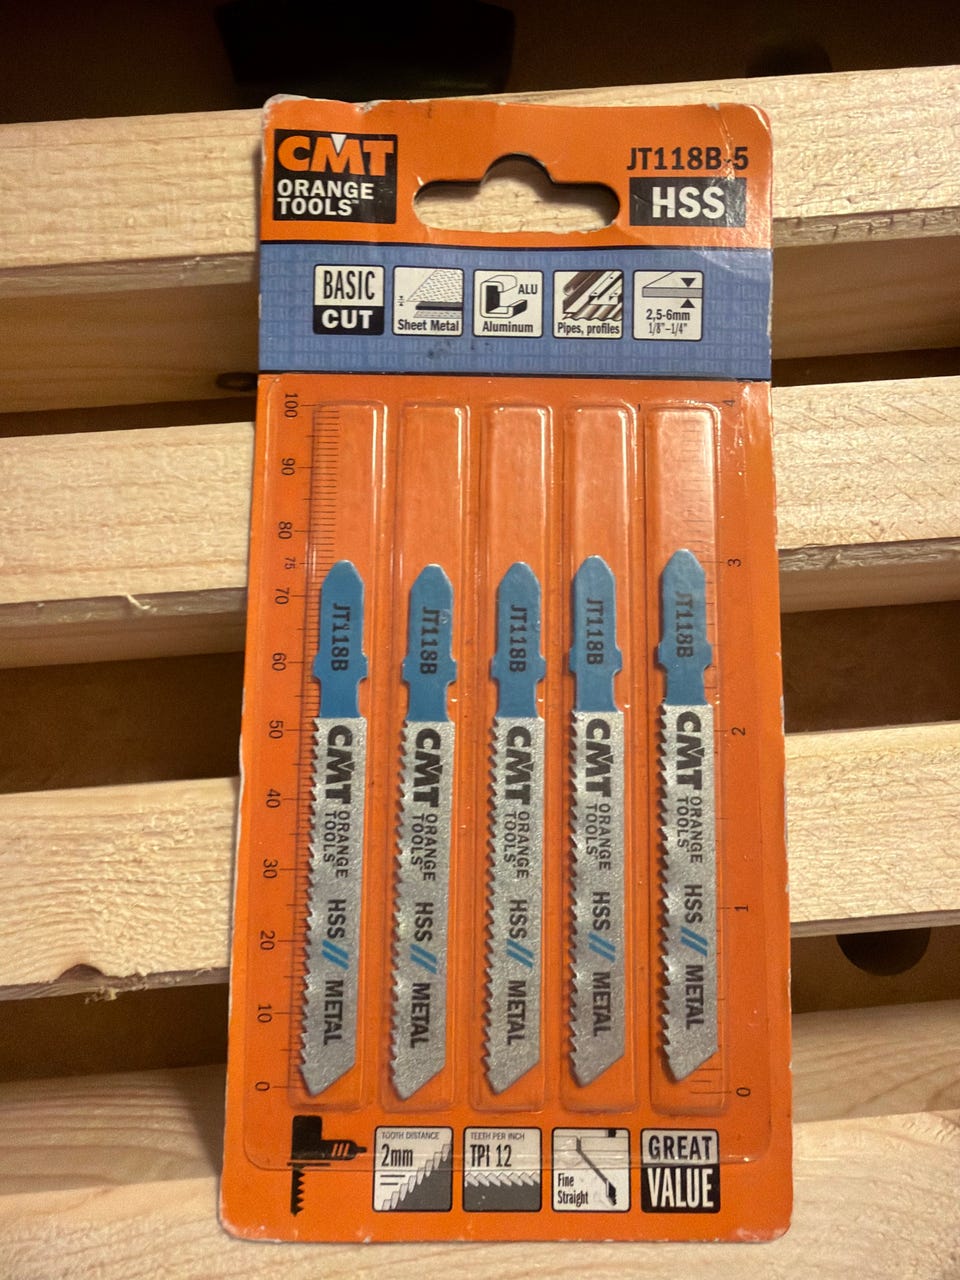 CMT
ORANGE
TOOLS™
JT118B-5
HSS
BASIC
CUT
Sheet Metal
ALU
Aluminum
Pipes, profiles
2,5-6mm
1/8"-1/4"
100
90
80
75
70
60
50
40
30
20
10
0
4
3
2
1
0
JT118B
CMT ORANGE TOOLS HSS // METAL
JT118B
CMT ORANGE TOOLS HSS // METAL
JT118B
CMT ORANGE TOOLS HSS // METAL
JT118B
CMT ORANGE TOOLS HSS // METAL
JT118B
CMT ORANGE TOOLS HSS // METAL
TOOTH DISTANCE
2mm
TEETH PER INCH
TPI 12
Fine
Straight
GREAT
VALUE